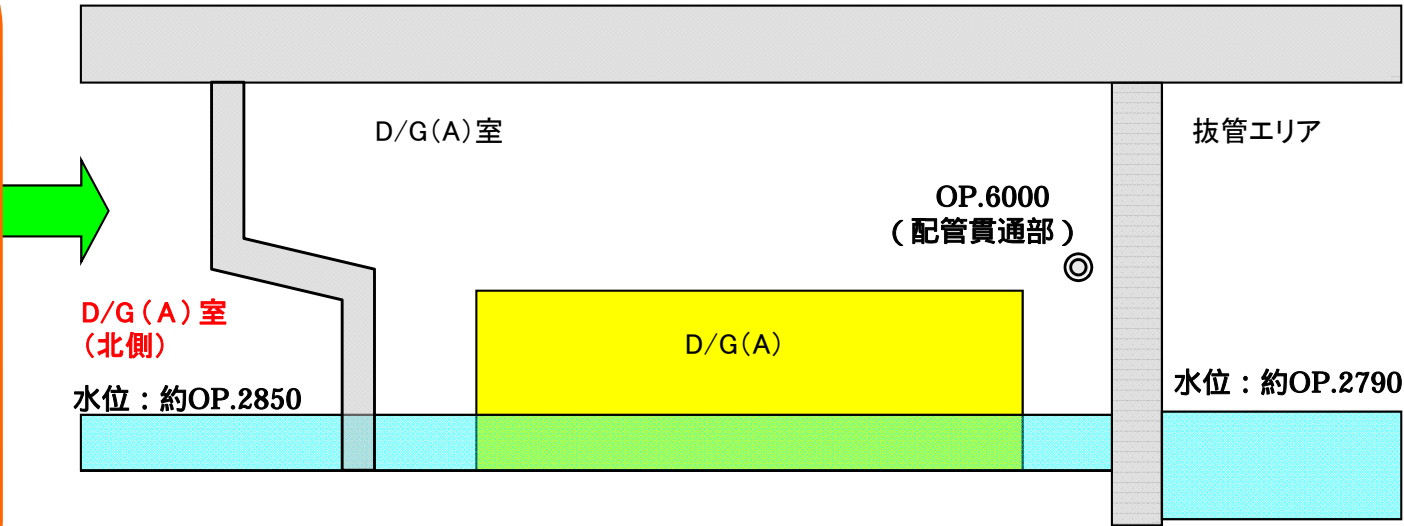 D/G(A)室
抜管エリア
OP.6000
(配管貫通部)
D/G(A)室
(北側)
D/G(A)
水位：約OP.2850
水位：約OP.2790